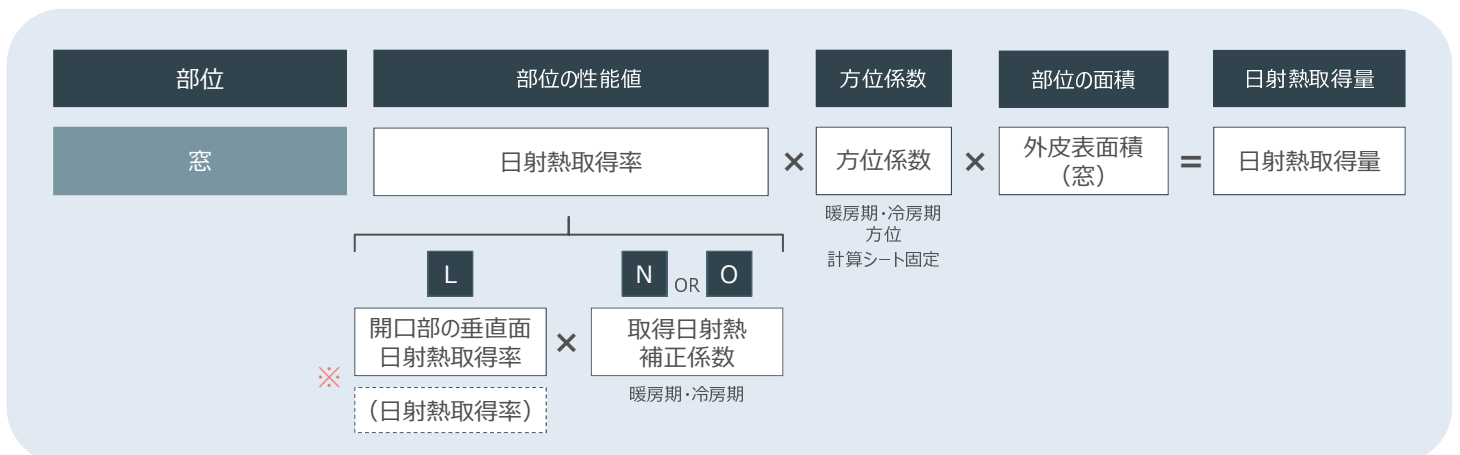 部位 部位の性能値 方位係数 部位の面積 日射熱取得量
窓 日射熱取得率 × 方位係数 × 外皮表面積
（窓） = 日射熱取得量
暖房期・冷房期
方位
計算シート固定
L N OR O
開口部の垂直面
日射熱取得率
×
取得日射熱
補正係数
※
（日射熱取得率）
暖房期・冷房期